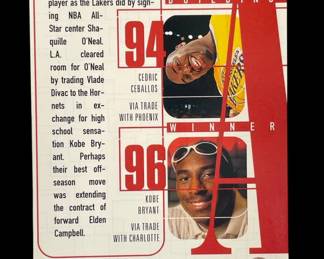 player as the Lakers did by sign-
ing NBA All-
Star center Sha-
quille O'Neal.
L.A. cleared
room for O'Neal
by trading Vlade
Divac to the Hor-
nets in ex-
change for high
school sensa-
tion Kobe Bry-
ant. Perhaps
their best off-
season move
was extending
the contract of
forward Elden
Campbell.
94
CEDRIC
CEBALLOS
VIA TRADE
WITH PHOENIX
WINNER
96
KOBE
BRYANT
VIA TRADE
WITH CHARLOTTE
A